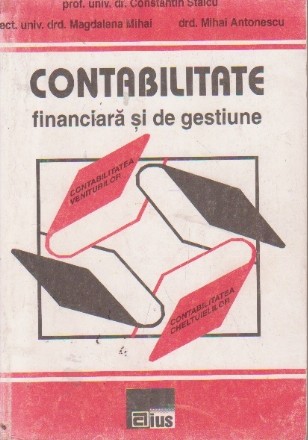 prof. univ. dr. Constantin Staicu
lect. univ. drd. Magdalena Mihai drd. Mihai Antonescu
CONTABILITATE
financiară și de gestiune
CONTABILITATEA
VENITURILOR
CONTABILITATEA
CHELTUIELILOR
Aius